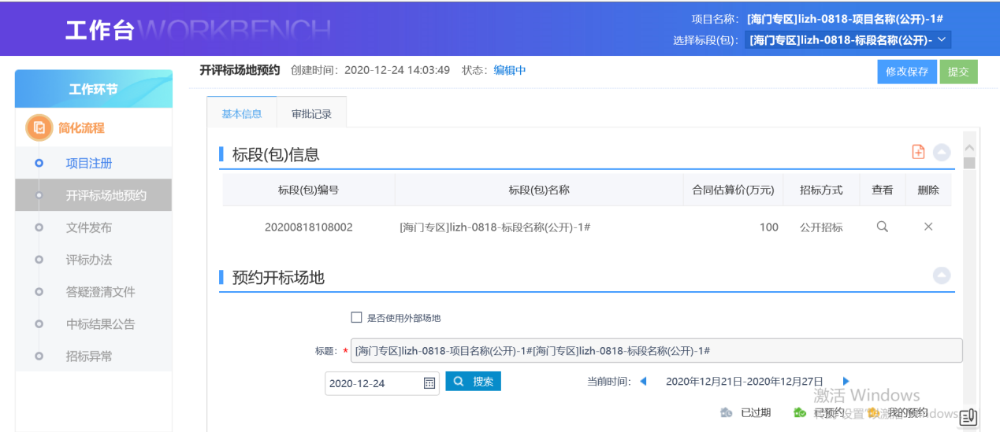 工作台WORKBENCH
项目名称： [海门专区]lizh-0818-项目名称(公开)-1#
选择标段(包)： [海门专区]lizh-0818-标段名称(公开)-
开评标场地预约 创建时间：2020-12-24 14:03:49 状态：编辑中 修改保存 提交
工作环节
简化流程
项目注册
开评标场地预约
文件发布
评标办法
答疑澄清文件
中标结果公告
招标异常
基本信息 审批记录
标段(包)信息
标段(包)编号 标段(包)名称 合同估算价(万元) 招标方式 查看 删除
20200818108002 [海门专区]lizh-0818-标段名称(公开)-1# 100 公开招标
预约开标场地
是否使用外部场地
标题：* [海门专区]lizh-0818-项目名称(公开)-1#[海门专区]lizh-0818-标段名称(公开)-1#
2020-12-24 搜索 当前时间： 2020年12月21日-2020年12月27日
激活 Windows
已过期 已预约 我的预约